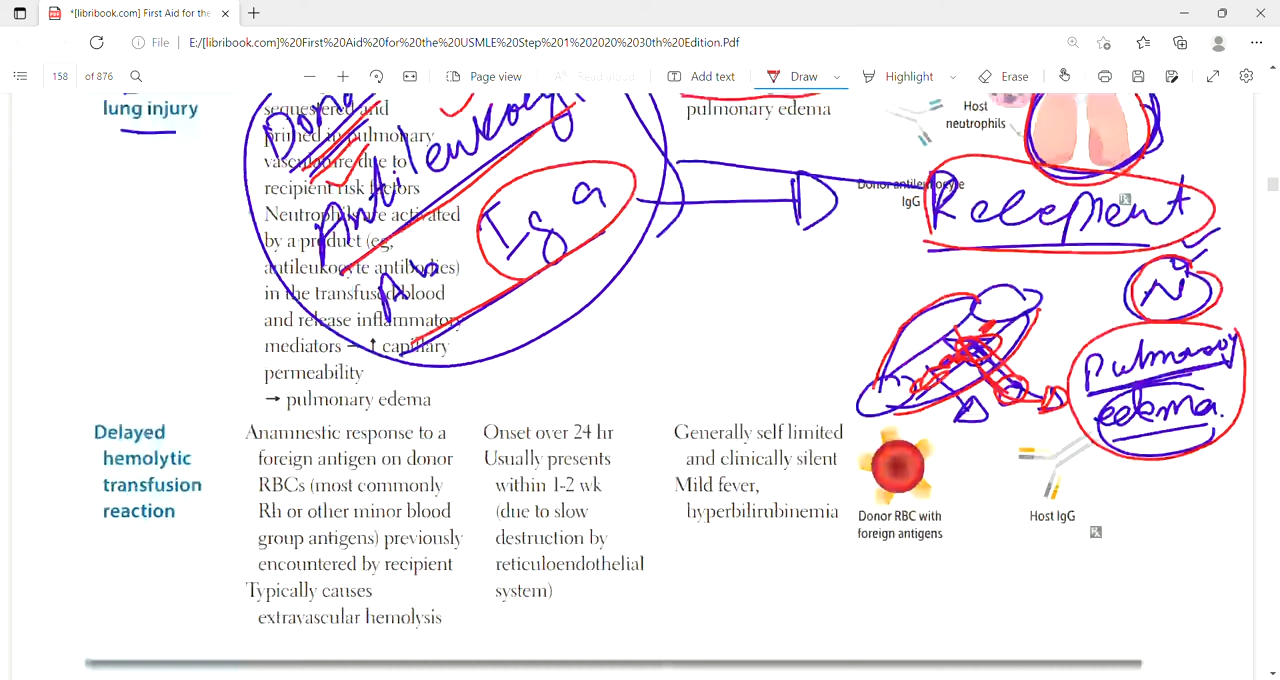 *[libribook.com] First Aid for the
File E:/[libribook.com]%20First%20Aid%20for%20the%20USMLE%20Step%201%202020%2030th%20Edition.Pdf
158 of 876 Page view Read aloud Add text Draw Highlight Erase
lung injury
sequestered and
primed in pulmonary
vasculature due to
recipient risk factors
Neutrophils are activated
by a product (eg,
antileukocyte antibodies)
in the transfused blood
and release inflammatory
mediators → ↑ capillary
permeability
→ pulmonary edema
Donor
Antileukocyte
Abs
IgG
pulmonary edema
Host
neutrophils
Donor antileukocyte
IgG
Recepient
N
Pulmonary
edema.
Delayed
hemolytic
transfusion
reaction
Anamnestic response to a
foreign antigen on donor
RBCs (most commonly
Rh or other minor blood
group antigens) previously
encountered by recipient
Typically causes
extravascular hemolysis
Onset over 24 hr
Usually presents
within 1-2 wk
(due to slow
destruction by
reticuloendothelial
system)
Generally self limited
and clinically silent
Mild fever,
hyperbilirubinemia
Donor RBC with
foreign antigens
Host IgG